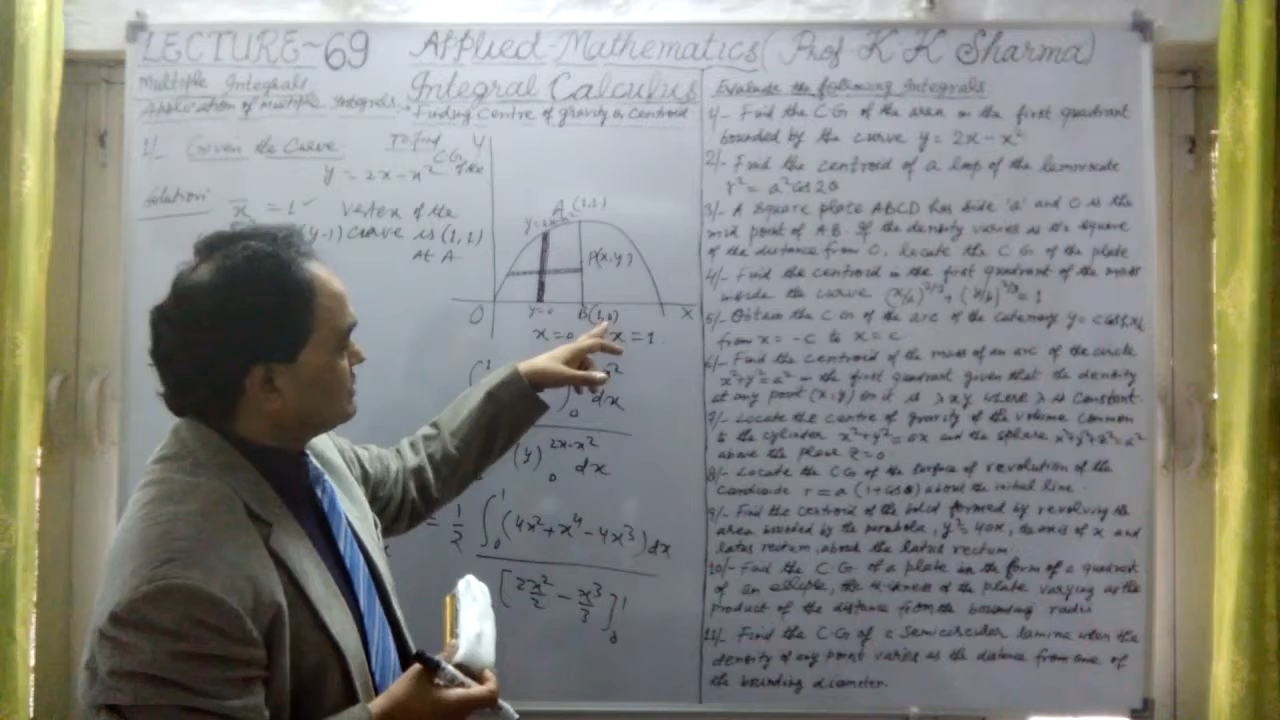 LECTURE-69 Applied Mathematics (Prof K K Sharma)
Multiple Integrals
Application of multiple Integrals
Integral Calculus
Finding Centre of gravity or Centroid
1/- Given the Curve
y = 2x-x²
To find
CG
of the
Solution
x̄ = 1 ✓ vertex of the
(y-1) curve is (1,1)
At A
Y
A (1,1)
y=2x-x²
P(x,y)
O y=0 B(1,0) X
x=0 x=1
dx
(y) 2x-x² 0 dx
= 1/2 ∫₀¹ (4x²+x⁴-4x³) dx
[2x²/2 - x³/3]₀¹
Evaluate the following Integrals
1/- Find the C G of the area in the first quadrant
bounded by the curve y = 2x-x²
2/- Find the centroid of a loop of the lemniscate
r² = a² cos 2θ
3/- A square plate ABCD has side 'a' and O is the
mid point of AB. If the density varies as the square
of the distance from O, locate the C G of the plate
4/- Find the centroid in the first quadrant of the mass
inside the curve (x/a)^2/3 + (y/b)^2/3 = 1
5/- Obtain the C G of the arc of the catenary y = c
from x = -c to x = c
6/- Find the centroid of the mass of an arc of the circle
x²+y²=a² in the first quadrant given that the density
at any point (x,y) on it is λxy where λ is Constant.
7/- Locate the centre of gravity of the volume common
to the cylinder x²+y²=ax and the sphere x²+y²+z²=a²
above the plane z=0
8/- Locate the CG of the surface of revolution of the
Cardioide r = a (1+cosθ) about the initial line.
9/- Find the centroid of the solid formed by revolving the
area bounded by the parabola, y²=4ax, the axis of x and
latus rectum, about the latus rectum
10/- Find the C.G of a plate in the form of a quadrant
of an ellipse, the thickness of the plate varying as the
product of the distance from the bounding radii
11/- Find the C.G of a semicircular lamina when the
density of any point varies as the distance from one of
the bounding diameter.